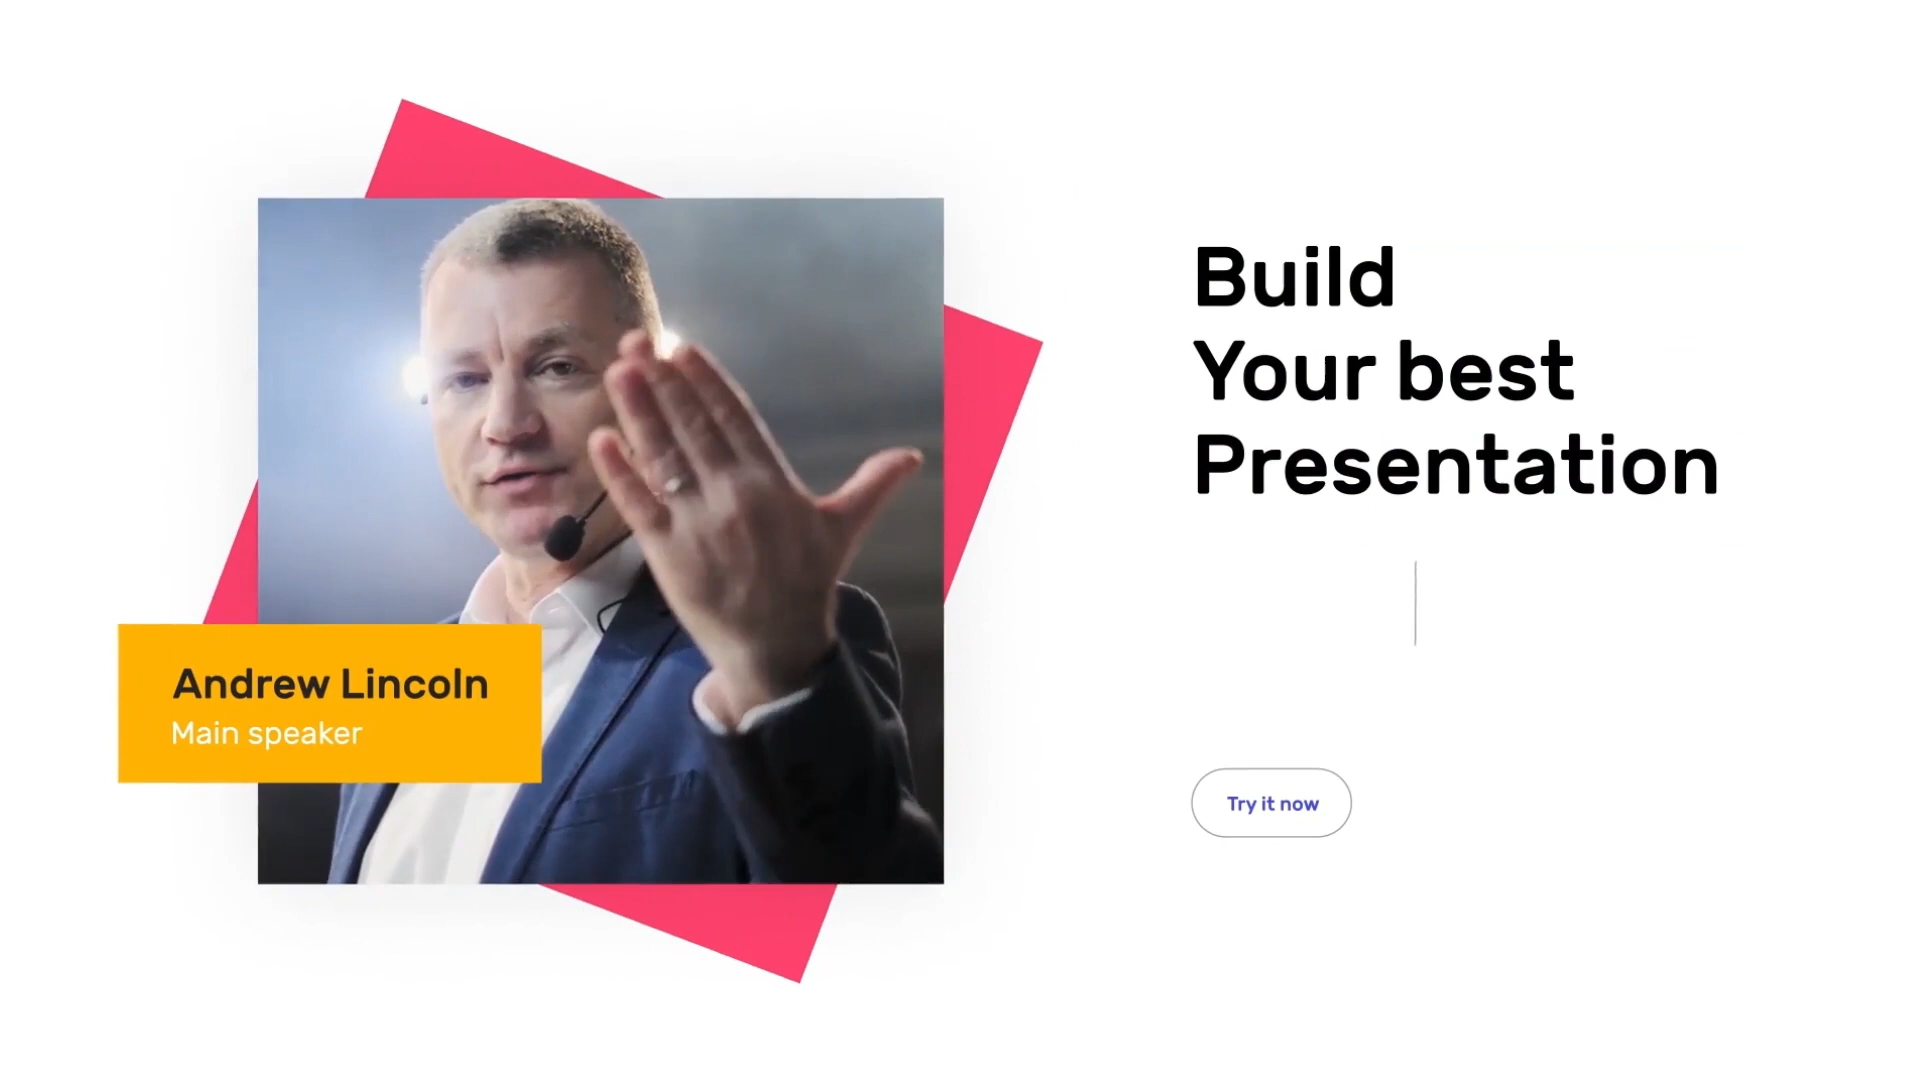 Build
Your best
Presentation
Andrew Lincoln
Main speaker
Try it now